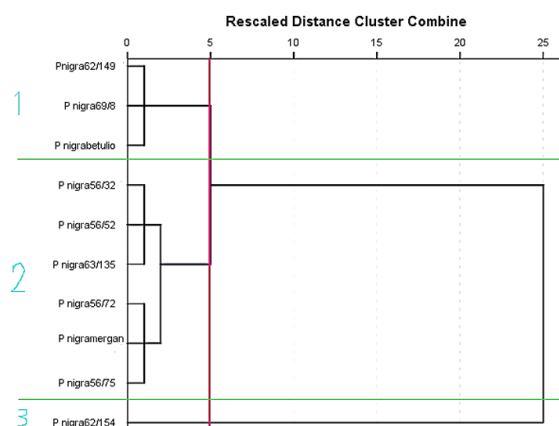 Rescaled Distance Cluster Combine
0 5 10 15 20 25
Pnigra62/149
1
P nigra69/8
P nigrabetulio
P nigra56/32
P nigra56/52
P nigra63/135
2
P nigra56/72
P nigramergan
P nigra56/75
3
P nigra62/154